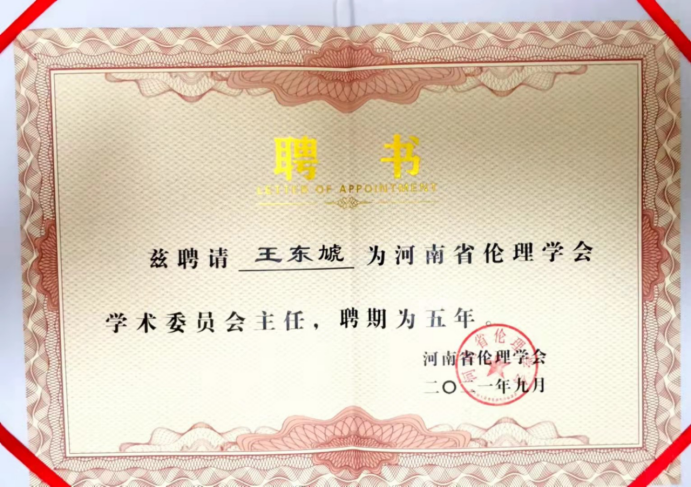 聘 书
LETTER OF APPOINTMENT
兹聘请 王东虓 为河南省伦理学会
学术委员会主任，聘期为五年。
河南省伦理学会
二〇二一年九月